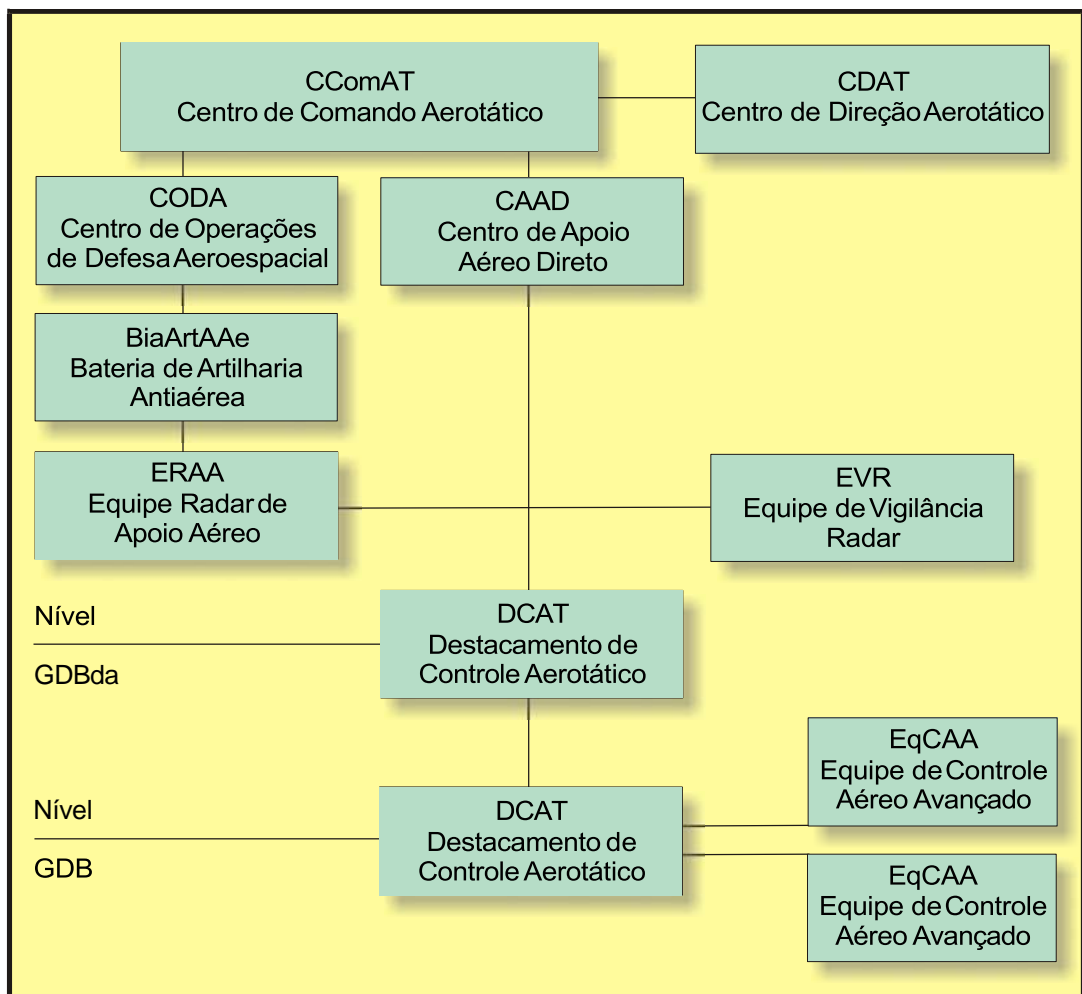 CComAT
Centro de Comando Aerotático
CDAT
Centro de Direção Aerotático
CODA
Centro de Operações
de Defesa Aeroespacial
CAAD
Centro de Apoio
Aéreo Direto
BiaArtAAe
Bateria de Artilharia
Antiaérea
ERAA
Equipe Radar de
Apoio Aéreo
EVR
Equipe de Vigilância
Radar
Nível
GDBda
DCAT
Destacamento de
Controle Aerotático
EqCAA
Equipe de Controle
Aéreo Avançado
Nível
GDB
DCAT
Destacamento de
Controle Aerotático
EqCAA
Equipe de Controle
Aéreo Avançado